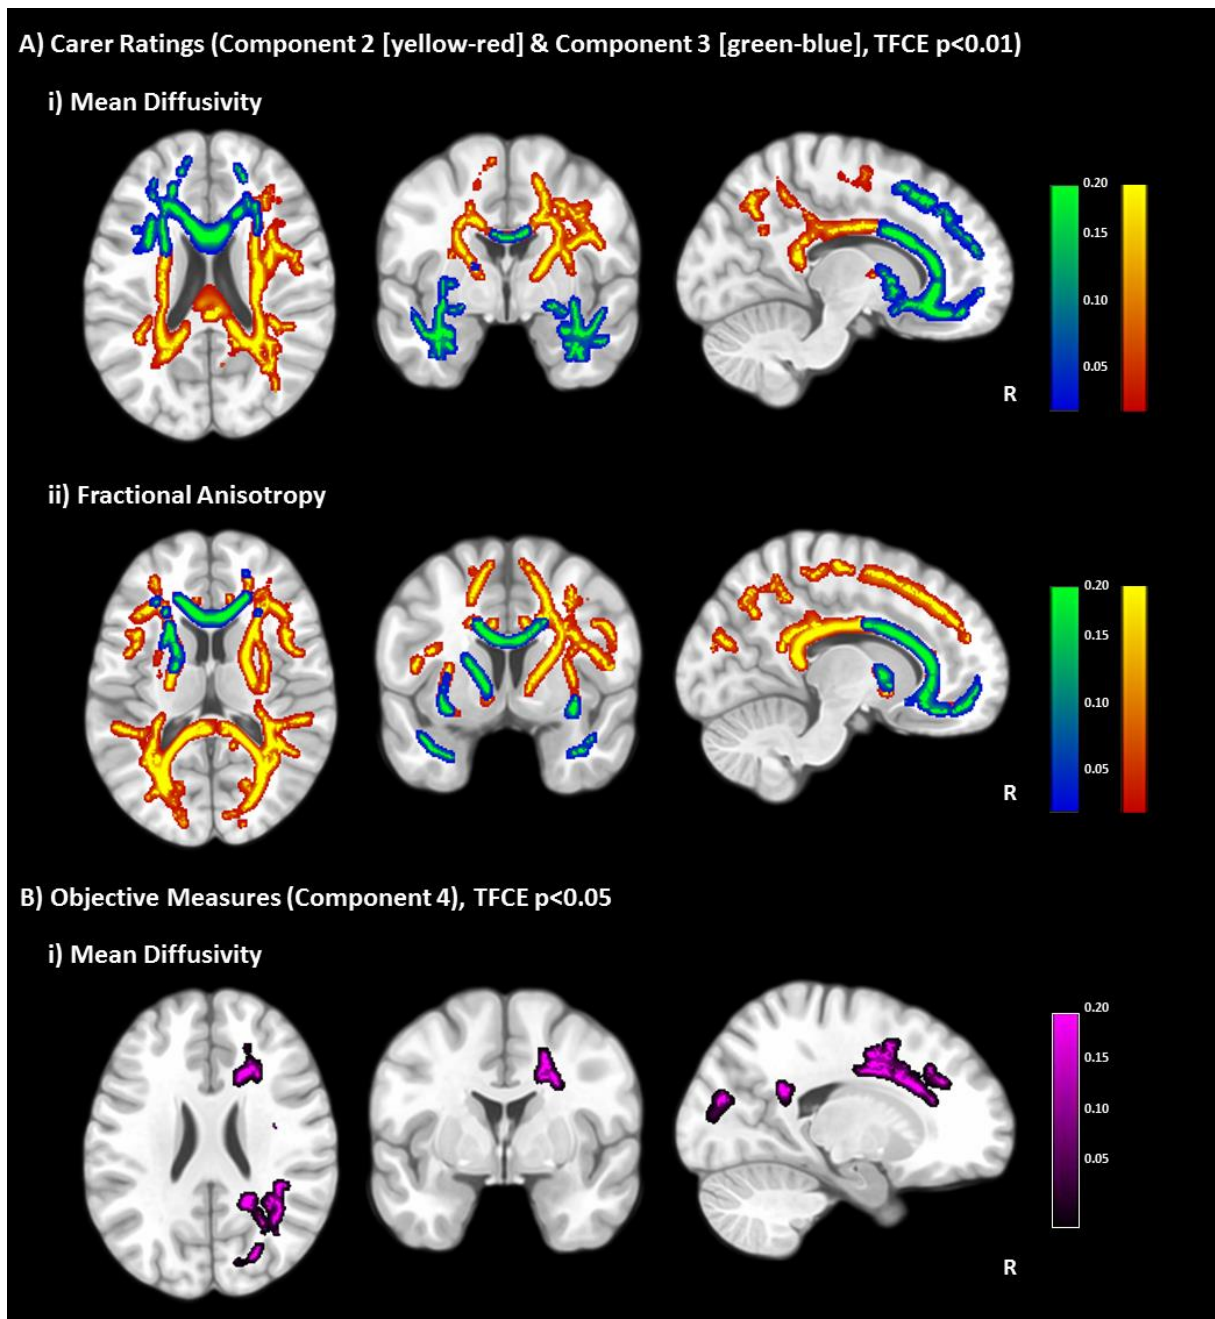 A) Carer Ratings (Component 2 [yellow-red] & Component 3 [green-blue], TFCE p<0.01)
i) Mean Diffusivity
0.20
0.15
0.10
0.05
R
ii) Fractional Anisotropy
0.20
0.15
0.10
0.05
R
B) Objective Measures (Component 4), TFCE p<0.05
i) Mean Diffusivity
0.20
0.15
0.10
0.05
R